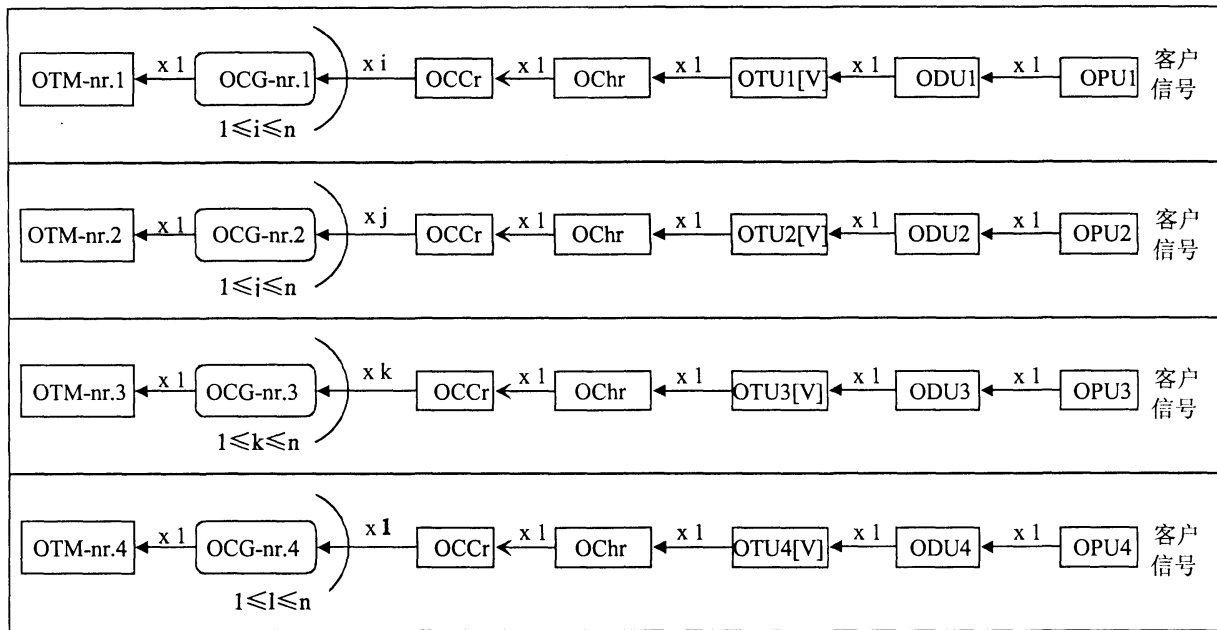 OTM-nr.1 x 1 OCG-nr.1 x i OCCr x 1 OChr x 1 OTU1[V] x 1 ODU1 x 1 OPU1 客户
信号
1≤i≤n
OTM-nr.2 x 1 OCG-nr.2 x j OCCr x 1 OChr x 1 OTU2[V] x 1 ODU2 x 1 OPU2 客户
信号
1≤j≤n
OTM-nr.3 x 1 OCG-nr.3 x k OCCr x 1 OChr x 1 OTU3[V] x 1 ODU3 x 1 OPU3 客户
信号
1≤k≤n
OTM-nr.4 x 1 OCG-nr.4 x l OCCr x 1 OChr x 1 OTU4[V] x 1 ODU4 x 1 OPU4 客户
信号
1≤l≤n